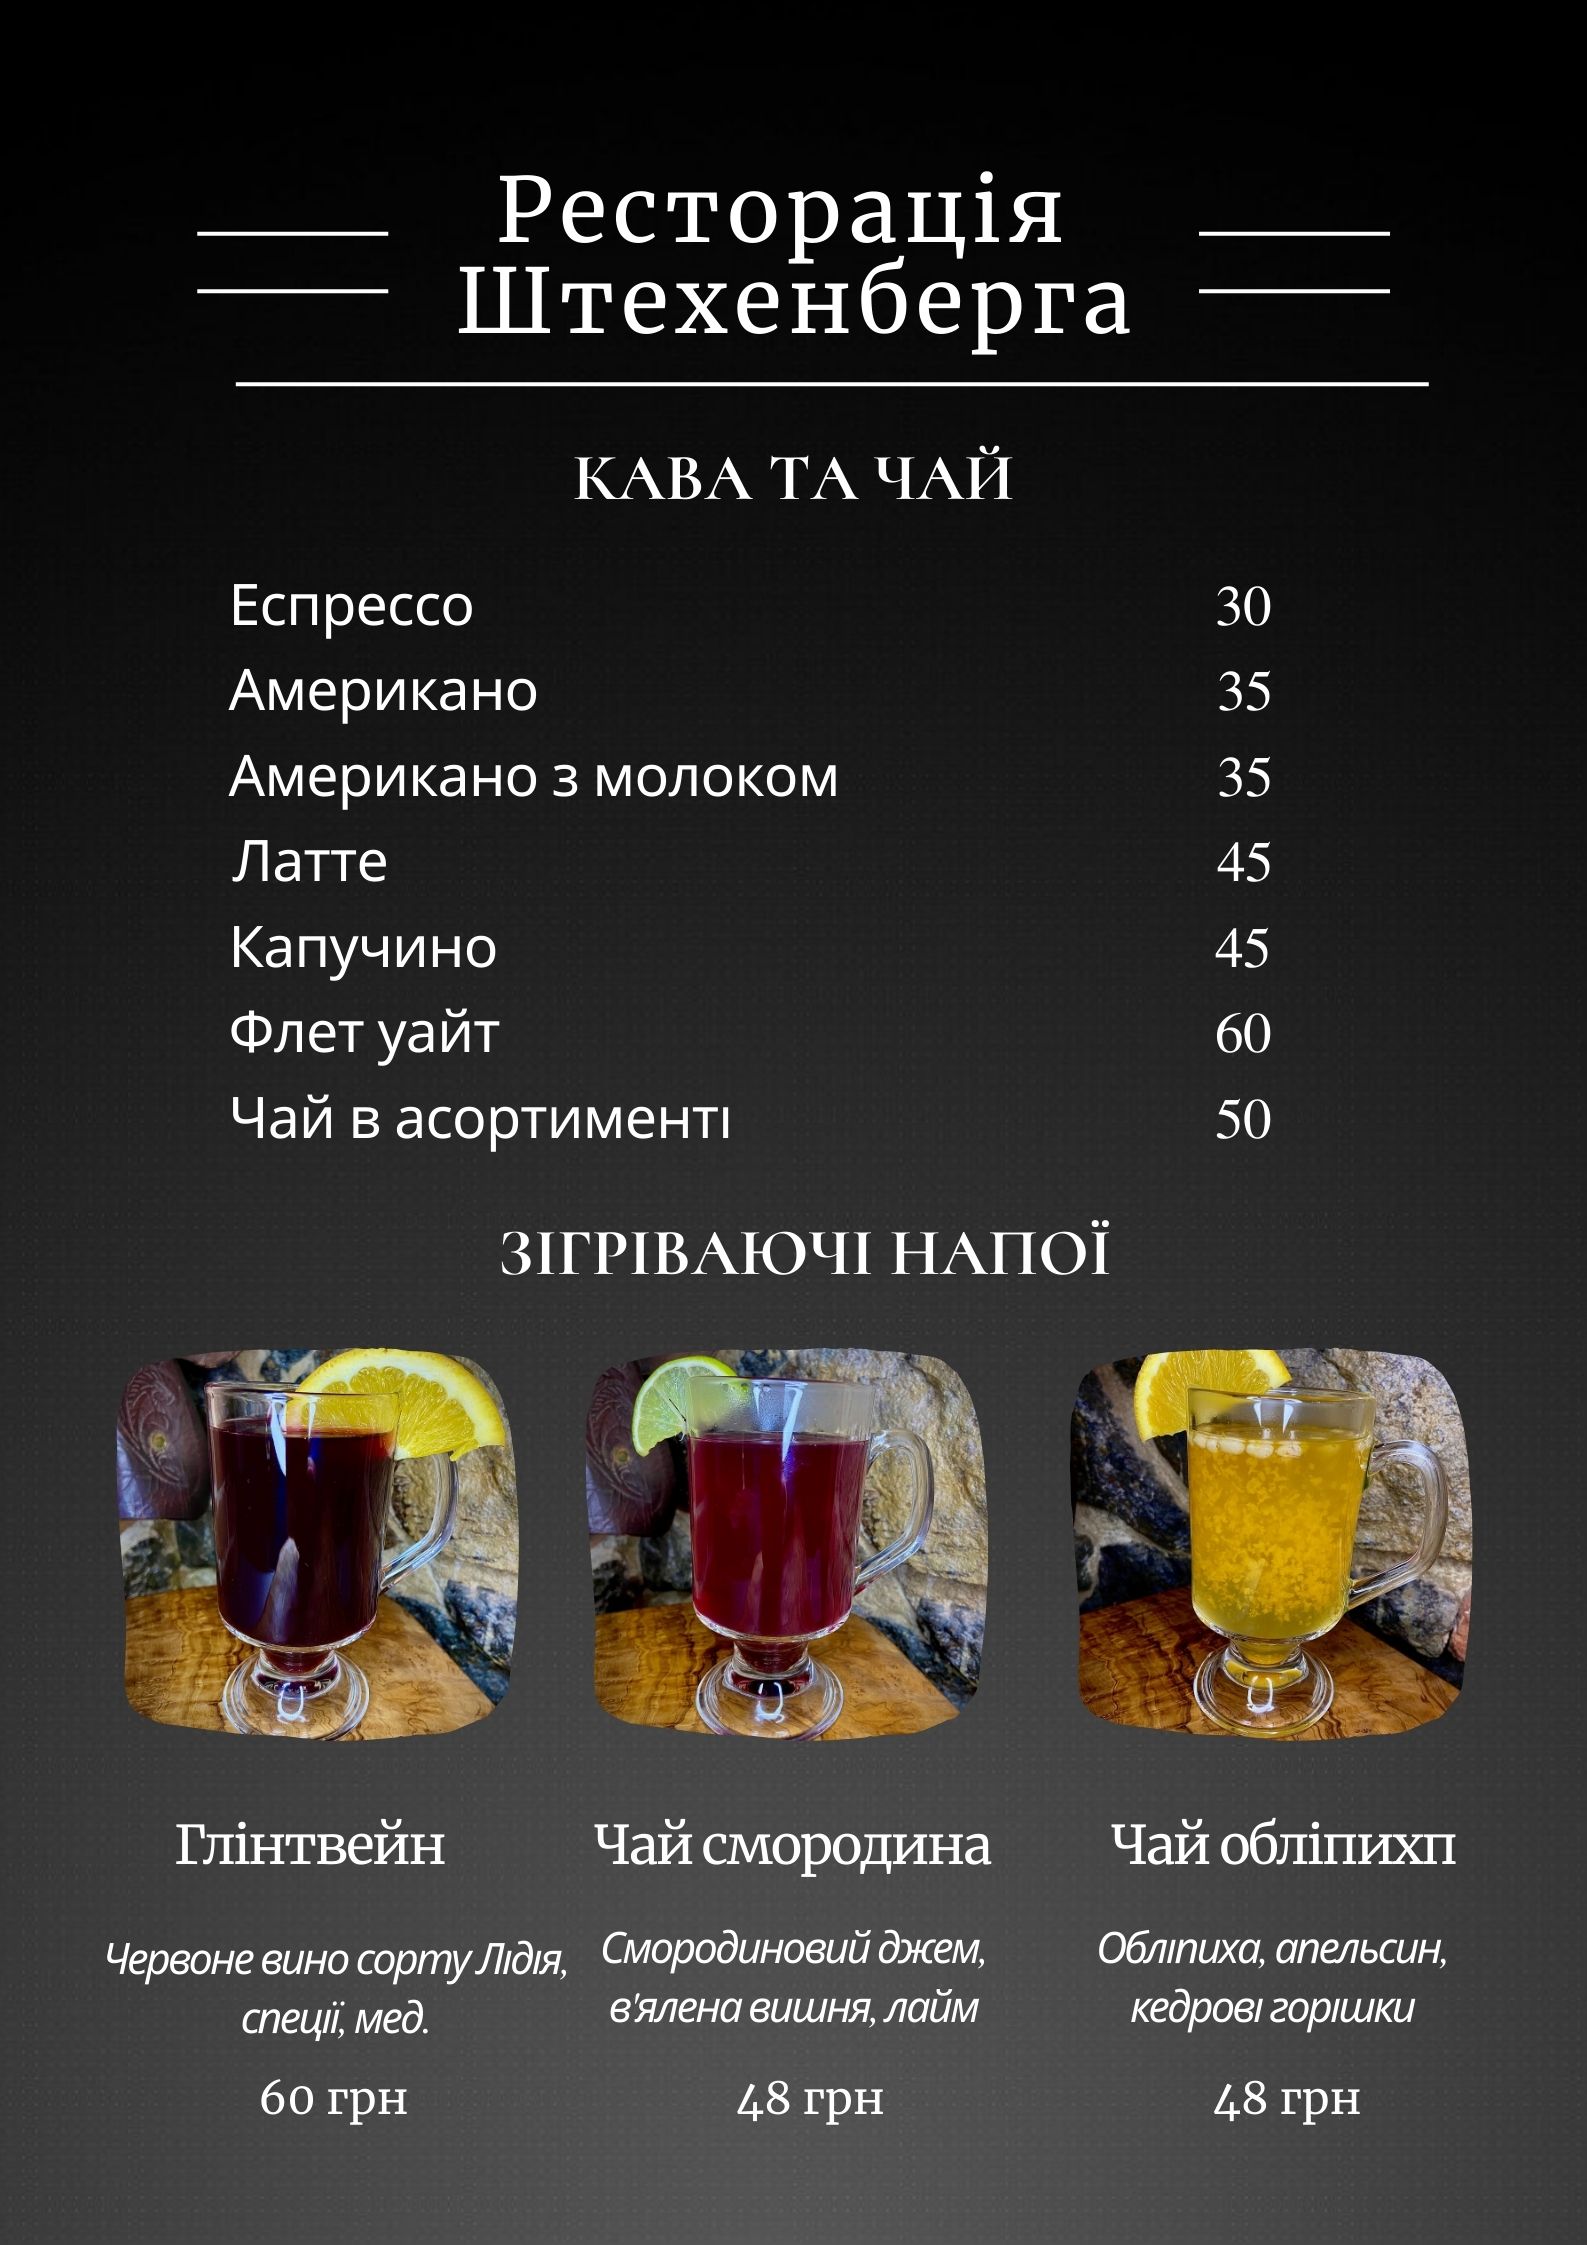 Ресторація
Штехенберга
КАВА ТА ЧАЙ
Еспрессо 30
Американо 35
Американо з молоком 35
Латте 45
Капучино 45
Флет уайт 60
Чай в асортименті 50
ЗІГРІВАЮЧІ НАПОЇ
Глінтвейн
Червоне вино сорту Лідія,
спеції, мед.
60 грн
Чай смородина
Смородиновий джем,
в'ялена вишня, лайм
48 грн
Чай обліпихп
Обліпиха, апельсин,
кедрові горішки
48 грн